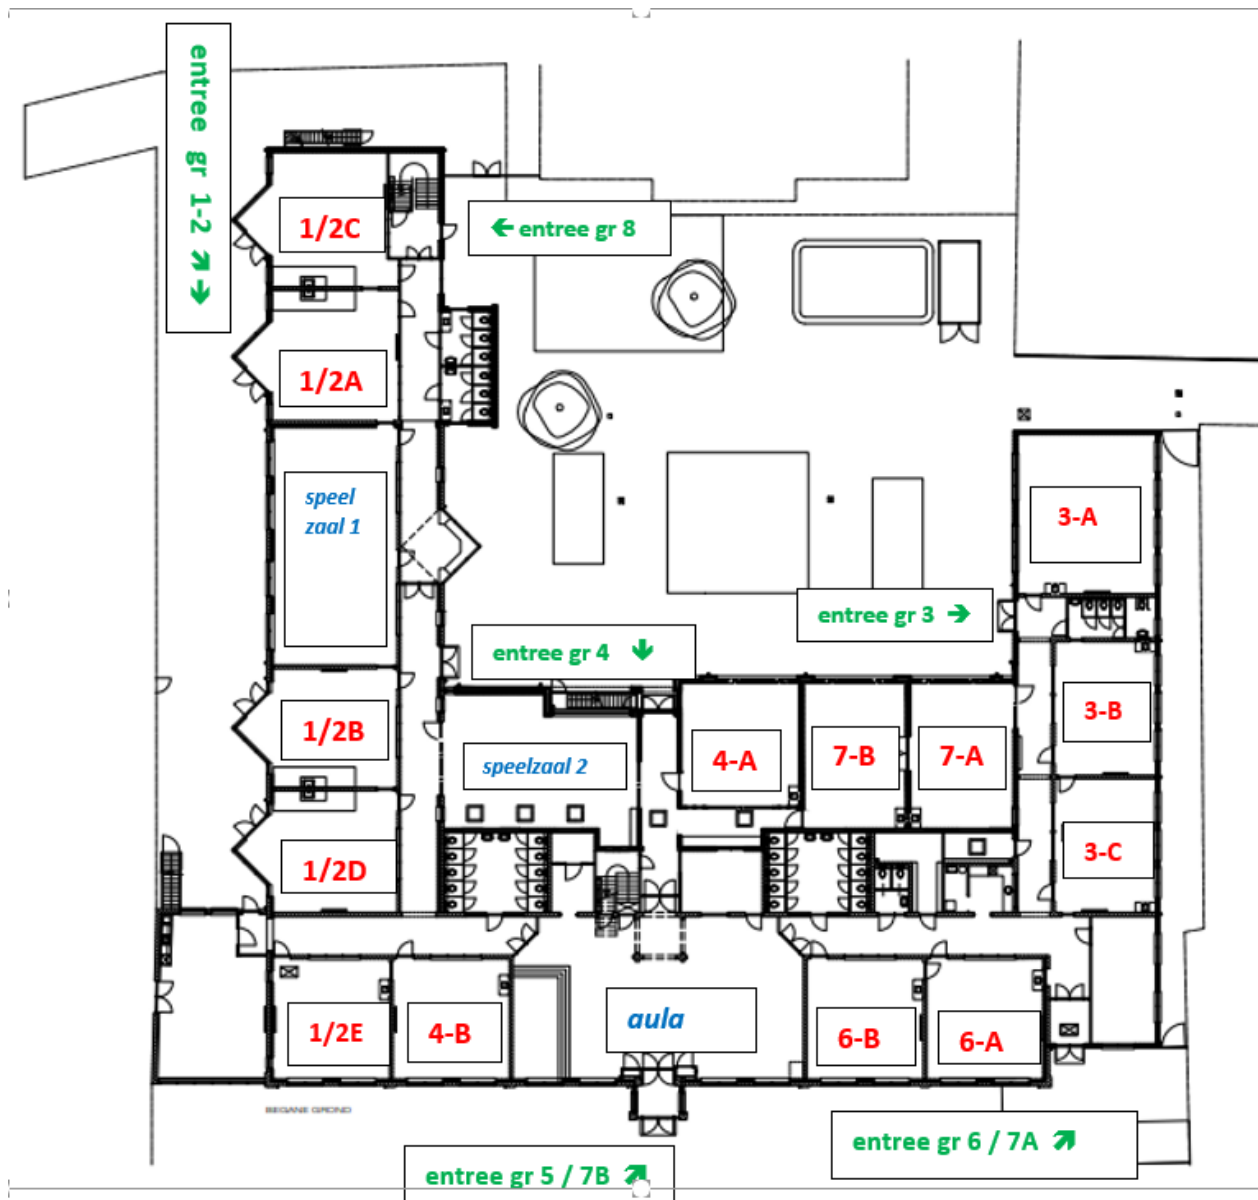 entree gr 1-2 ↗ →
1/2C
← entree gr 8
1/2A
speel
zaal 1
3-A
entree gr 3 →
entree gr 4 ↓
1/2B
speelzaal 2
4-A
7-B
7-A
3-B
1/2D
3-C
1/2E
4-B
aula
6-B
6-A
BEGANE GROND
entree gr 6 / 7A ↗
entree gr 5 / 7B ↗